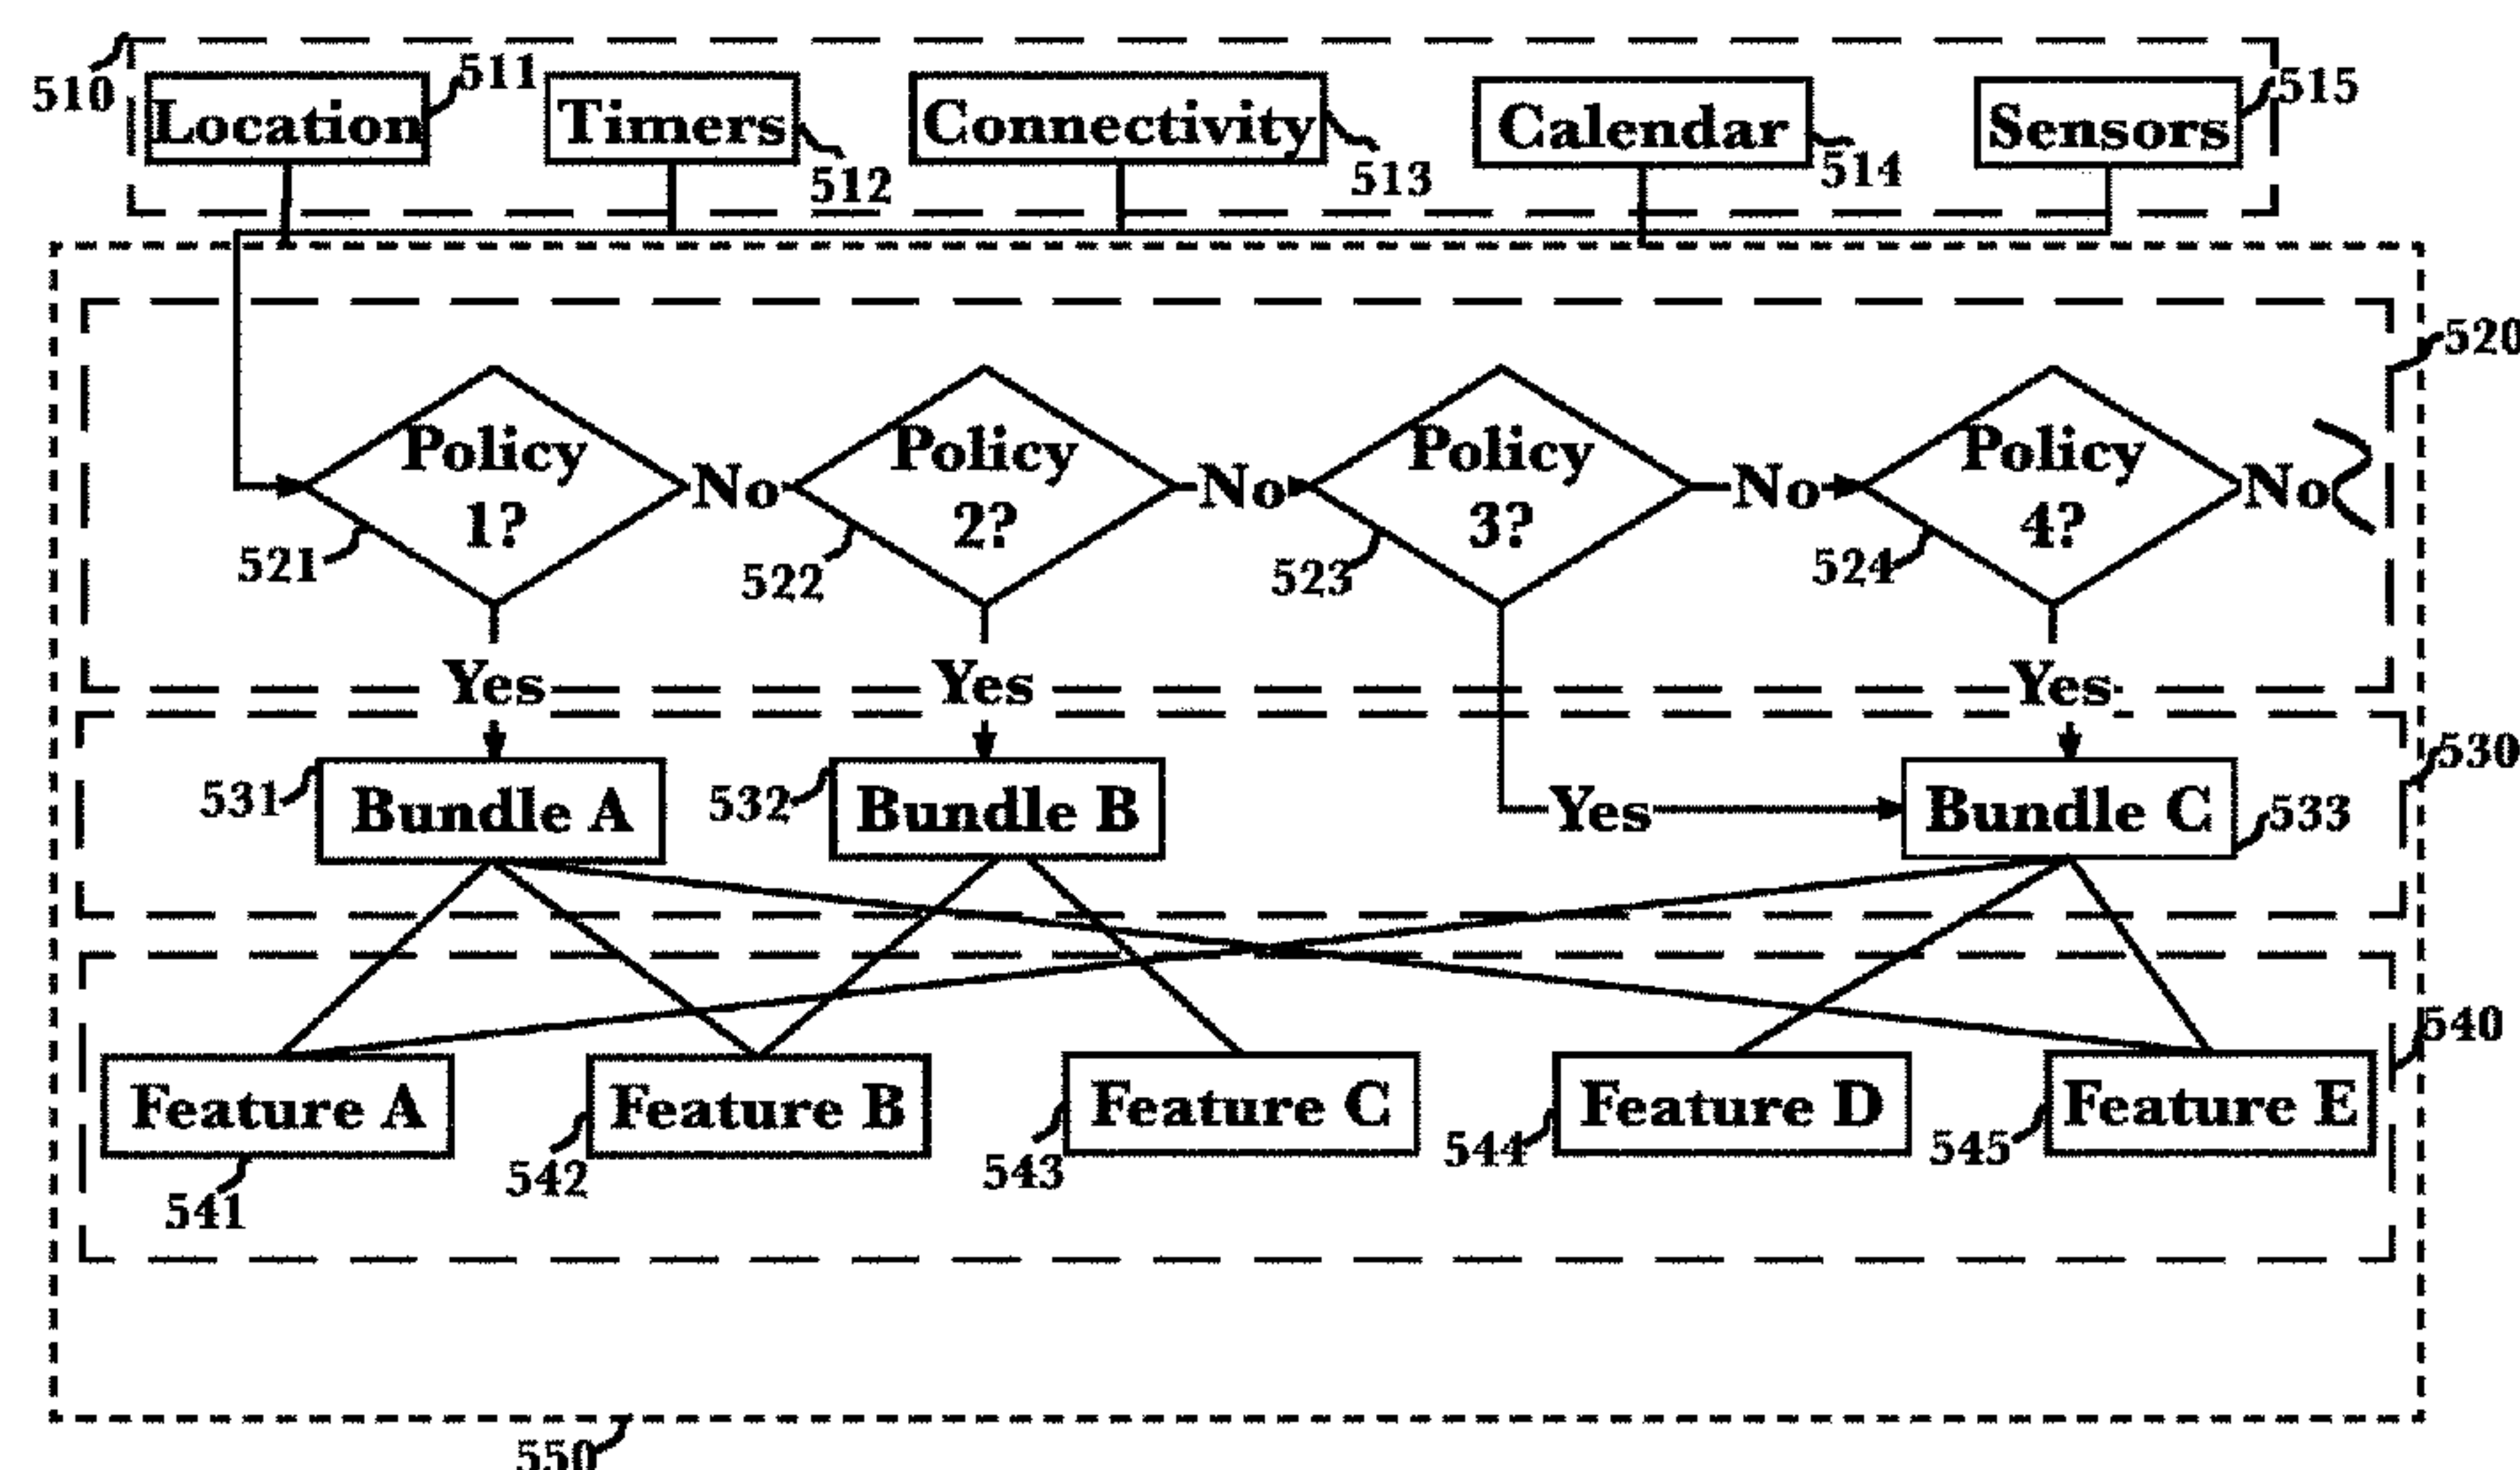 510
Location
511
Timers
512
Connectivity
513
Calendar
514
Sensors
515
520
Policy
1?
521
No
Policy
2?
522
No
Policy
3?
523
No
Policy
4?
524
No
Yes
Yes
Yes
530
531
Bundle A
532
Bundle B
Yes
Bundle C
533
540
Feature A
541
Feature B
542
Feature C
543
Feature D
544
Feature E
545
550